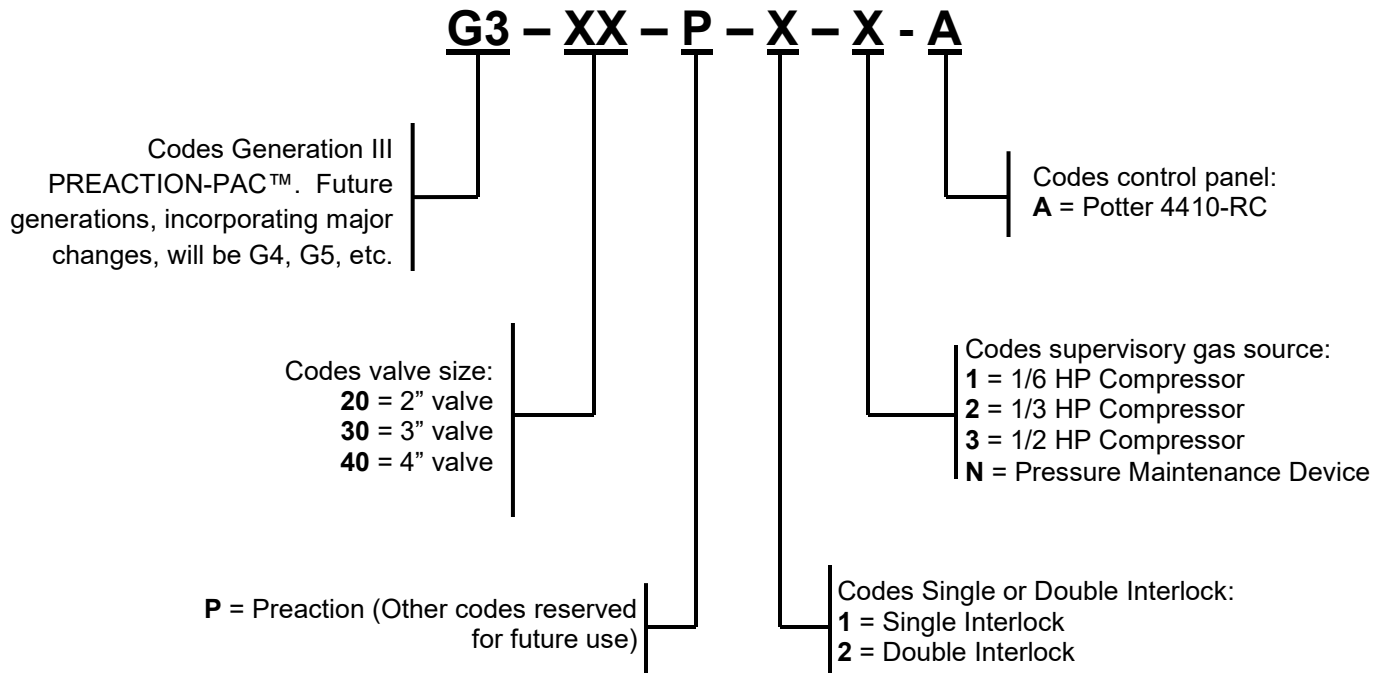 G3 – XX – P – X – X - A
Codes Generation III
PREACTION-PAC™. Future
generations, incorporating major
changes, will be G4, G5, etc.
Codes control panel:
A = Potter 4410-RC
Codes valve size:
20 = 2” valve
30 = 3” valve
40 = 4” valve
Codes supervisory gas source:
1 = 1/6 HP Compressor
2 = 1/3 HP Compressor
3 = 1/2 HP Compressor
N = Pressure Maintenance Device
P = Preaction (Other codes reserved
for future use)
Codes Single or Double Interlock:
1 = Single Interlock
2 = Double Interlock